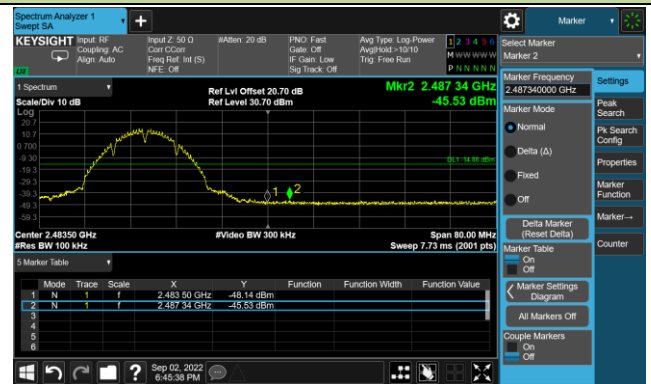 Spectrum Analyzer 1
Swept SA
Marker
KEYSIGHT
Input: RF
Coupling: AC
Align: Auto
Input Z: 50 Ω
Corr CCorr
Freq Ref: Int (S)
NFE: Off
#Atten: 20 dB
PNO: Fast
Gate: Off
IF Gain: Low
Sig Track: Off
Avg Type: Log-Power
Avg|Hold:>10/10
Trig: Free Run
1 2 3 4 5 6
M W W W W W
P N N N N N
Select Marker
Marker 2
1 Spectrum
Scale/Div 10 dB
Ref Lvl Offset 20.70 dB
Ref Level 30.70 dBm
Mkr2 2.487 34 GHz
-45.53 dBm
Log
20.7
10.7
0.700
-9.30
-19.3
-29.3
-39.3
-49.3
-59.3
DL1 -14.88 dBm
1
2
Center 2.48350 GHz
#Res BW 100 kHz
#Video BW 300 kHz
Span 80.00 MHz
Sweep 7.73 ms (2001 pts)
5 Marker Table
Mode Trace Scale X Y Function Function Width Function Value
1 N 1 f 2.483 50 GHz -48.14 dBm
2 N 1 f 2.487 34 GHz -45.53 dBm
3
4
5
6
Sep 02, 2022
6:45:38 PM
Marker Frequency
2.487340000 GHz
Marker Mode
Normal
Delta (Δ)
Fixed
Off
Delta Marker
(Reset Delta)
Marker Table
On
Off
Marker Settings
Diagram
All Markers Off
Couple Markers
On
Off
Settings
Peak
Search
Pk Search
Config
Properties
Marker
Function
Marker→
Counter